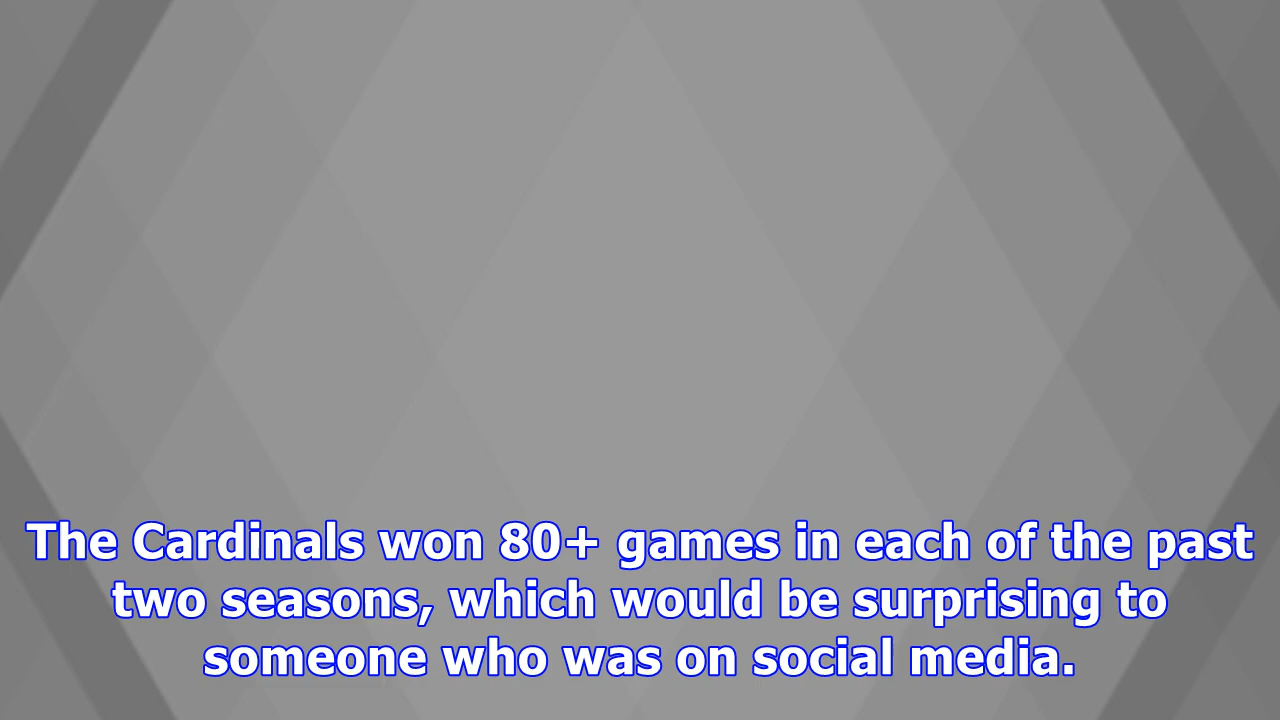 The Cardinals won 80+ games in each of the past
two seasons, which would be surprising to
someone who was on social media.